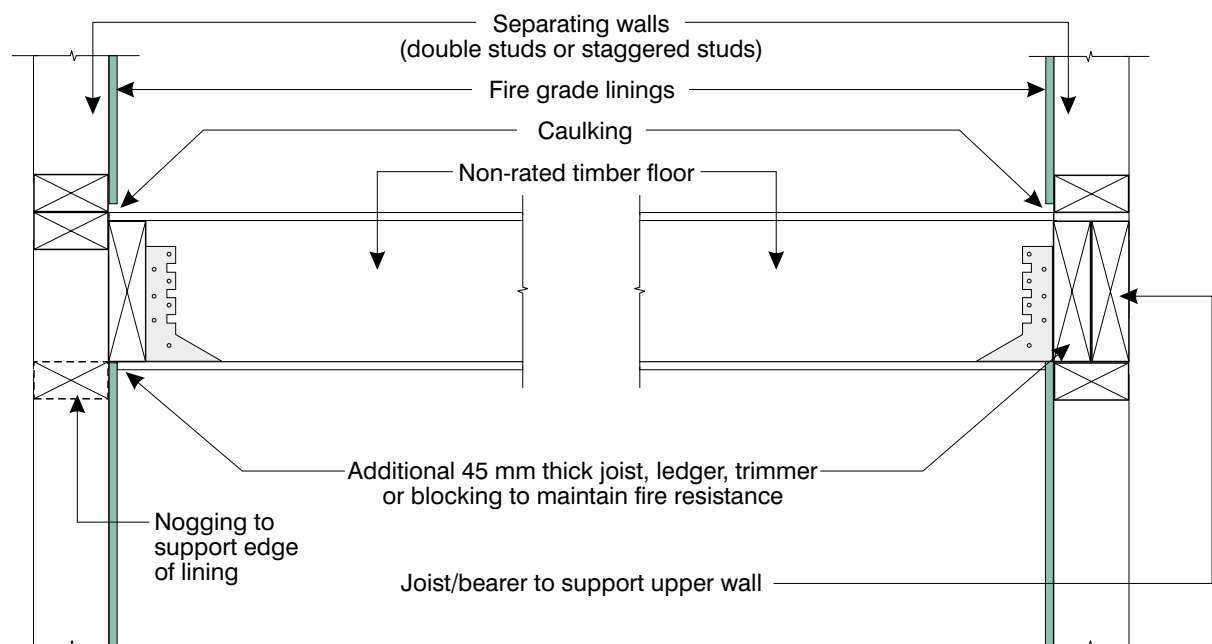 Separating walls
(double studs or staggered studs)
Fire grade linings
Caulking
Non-rated timber floor
Additional 45 mm thick joist, ledger, trimmer
or blocking to maintain fire resistance
Nogging to
support edge
of lining
Joist/bearer to support upper wall